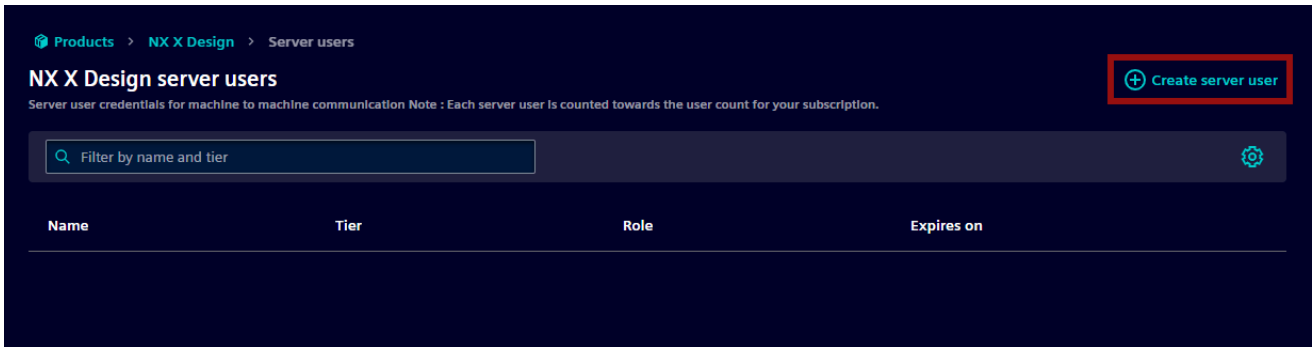 Products > NX X Design > Server users
NX X Design server users
Create server user
Server user credentials for machine to machine communication Note : Each server user is counted towards the user count for your subscription.
Filter by name and tier
Name Tier Role Expires on